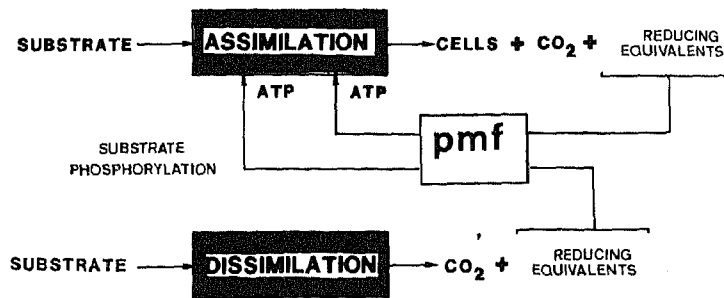 SUBSTRATE ASSIMILATION CELLS + CO2 + REDUCING EQUIVALENTS
ATP ATP
pmf
SUBSTRATE
PHOSPHORYLATION
SUBSTRATE DISSIMILATION CO2 + REDUCING EQUIVALENTS